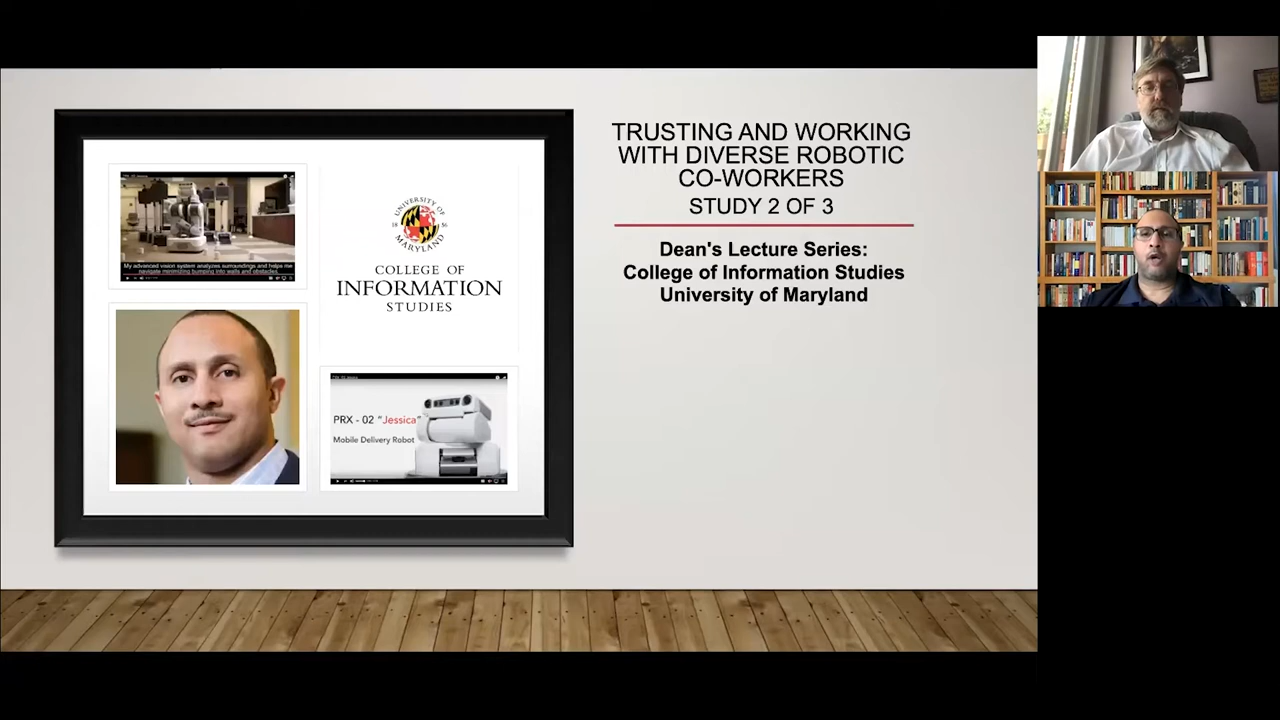 TRUSTING AND WORKING
WITH DIVERSE ROBOTIC
CO-WORKERS
STUDY 2 OF 3
Dean's Lecture Series:
College of Information Studies
University of Maryland
My advanced vision system analyzes surroundings and helps me
navigate minimizing bumping into walls and obstacles.
UNIVERSITY OF
18 56
MARYLAND
COLLEGE OF
INFORMATION
STUDIES
PRX - 02 "Jessica"
Mobile Delivery Robot